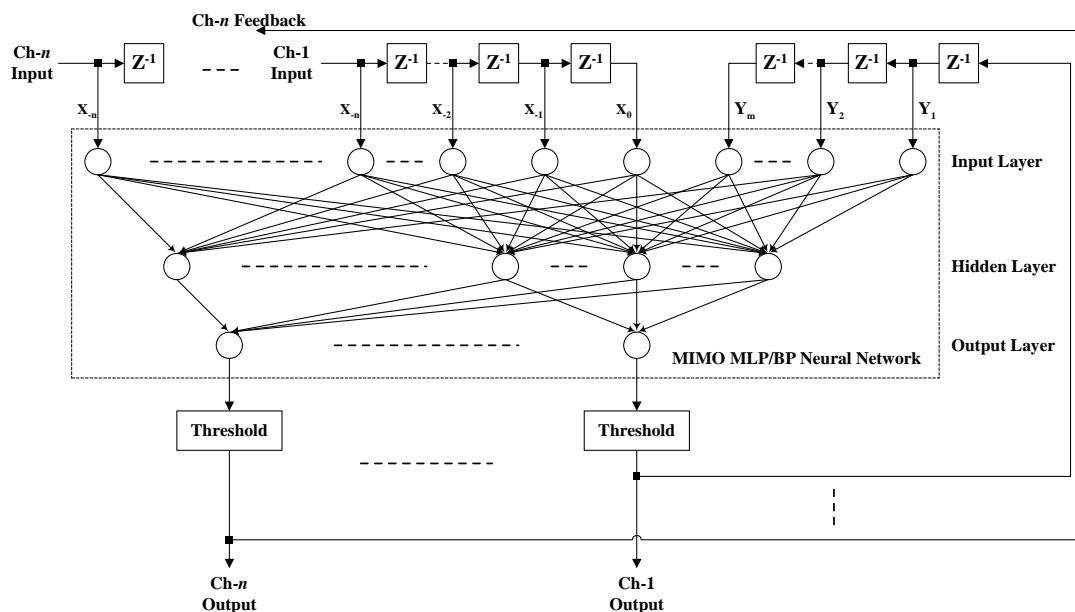 Ch-n Feedback
Ch-n
Input
Z-1
Ch-1
Input
Z-1
Z-1
Z-1
Z-1
Z-1
Z-1
X-n
X-n
X-2
X-1
X0
Ym
Y2
Y1
Input Layer
Hidden Layer
Output Layer
MIMO MLP/BP Neural Network
Threshold
Threshold
Ch-n
Output
Ch-1
Output